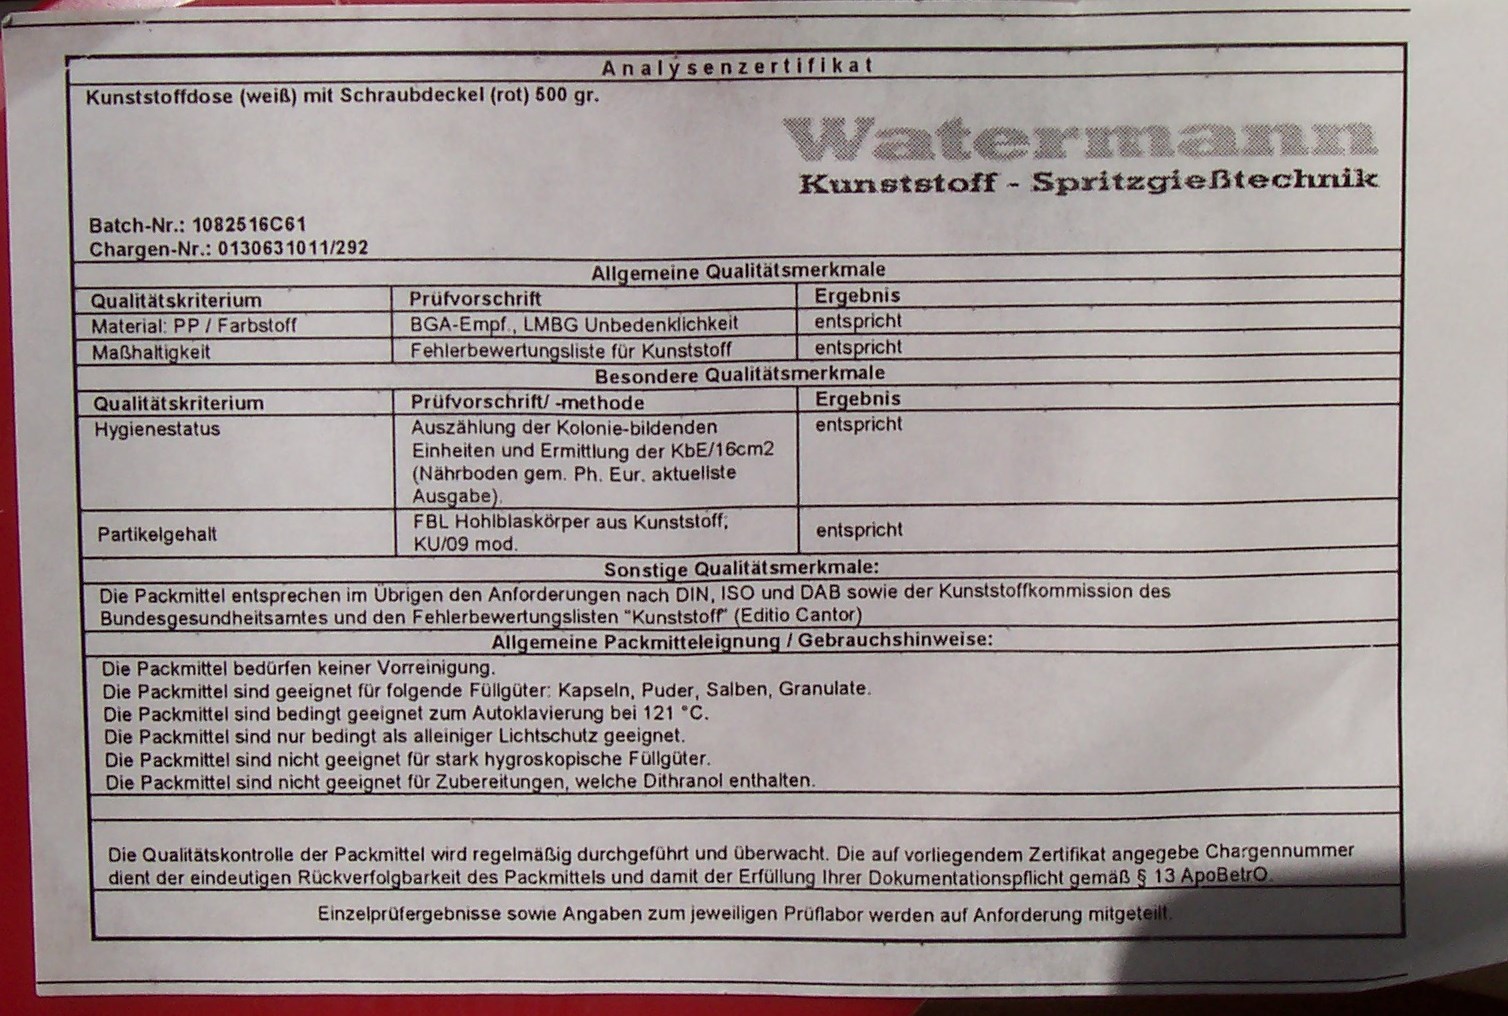 Analysenzertifikat
Kunststoffdose (weiß) mit Schraubdeckel (rot) 500 gr.
Watermann
Kunststoff - Spritzgießtechnik
Batch-Nr.: 1082516C61
Chargen-Nr.: 0130631011/292
Allgemeine Qualitätsmerkmale
Qualitätskriterium Prüfvorschrift Ergebnis
Material: PP / Farbstoff BGA-Empf., LMBG Unbedenklichkeit entspricht
Maßhaltigkeit Fehlerbewertungsliste für Kunststoff entspricht
Besondere Qualitätsmerkmale
Qualitätskriterium Prüfvorschrift/ -methode Ergebnis
Hygienestatus Auszählung der Kolonie-bildenden entspricht
Einheiten und Ermittlung der KbE/16cm2
(Nährboden gem. Ph. Eur. aktuellste
Ausgabe).
Partikelgehalt FBL Hohlblaskörper aus Kunststoff; entspricht
KU/09 mod.
Sonstige Qualitätsmerkmale:
Die Packmittel entsprechen im Übrigen den Anforderungen nach DIN, ISO und DAB sowie der Kunststoffkommission des
Bundesgesundheitsamtes und den Fehlerbewertungslisten "Kunststoff" (Editio Cantor)
Allgemeine Packmitteleignung / Gebrauchshinweise:
Die Packmittel bedürfen keiner Vorreinigung.
Die Packmittel sind geeignet für folgende Füllgüter: Kapseln, Puder, Salben, Granulate.
Die Packmittel sind bedingt geeignet zum Autoklavierung bei 121 °C.
Die Packmittel sind nur bedingt als alleiniger Lichtschutz geeignet.
Die Packmittel sind nicht geeignet für stark hygroskopische Füllgüter.
Die Packmittel sind nicht geeignet für Zubereitungen, welche Dithranol enthalten.
Die Qualitätskontrolle der Packmittel wird regelmäßig durchgeführt und überwacht. Die auf vorliegendem Zertifikat angegebe Chargennummer
dient der eindeutigen Rückverfolgbarkeit des Packmittels und damit der Erfüllung Ihrer Dokumentationspflicht gemäß § 13 ApoBetrO.
Einzelprüfergebnisse sowie Angaben zum jeweiligen Prüflabor werden auf Anforderung mitgeteilt.